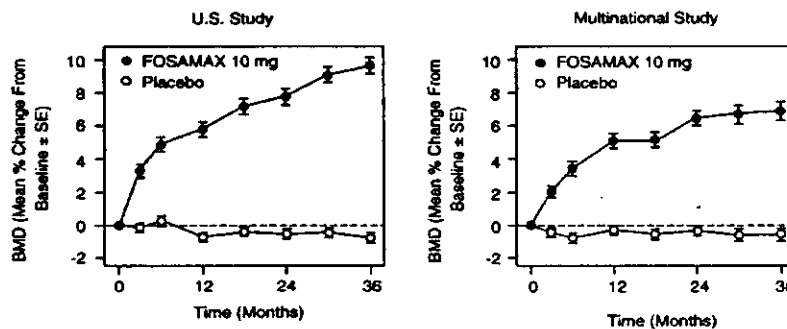 U.S. Study
BMD (Mean % Change From
Baseline ± SE)
10
8
6
4
2
0
-2
FOSAMAX 10 mg
Placebo
0
12
24
36
Time (Months)
Multinational Study
BMD (Mean % Change From
Baseline ± SE)
10
8
6
4
2
0
-2
FOSAMAX 10 mg
Placebo
0
12
24
36
Time (Months)